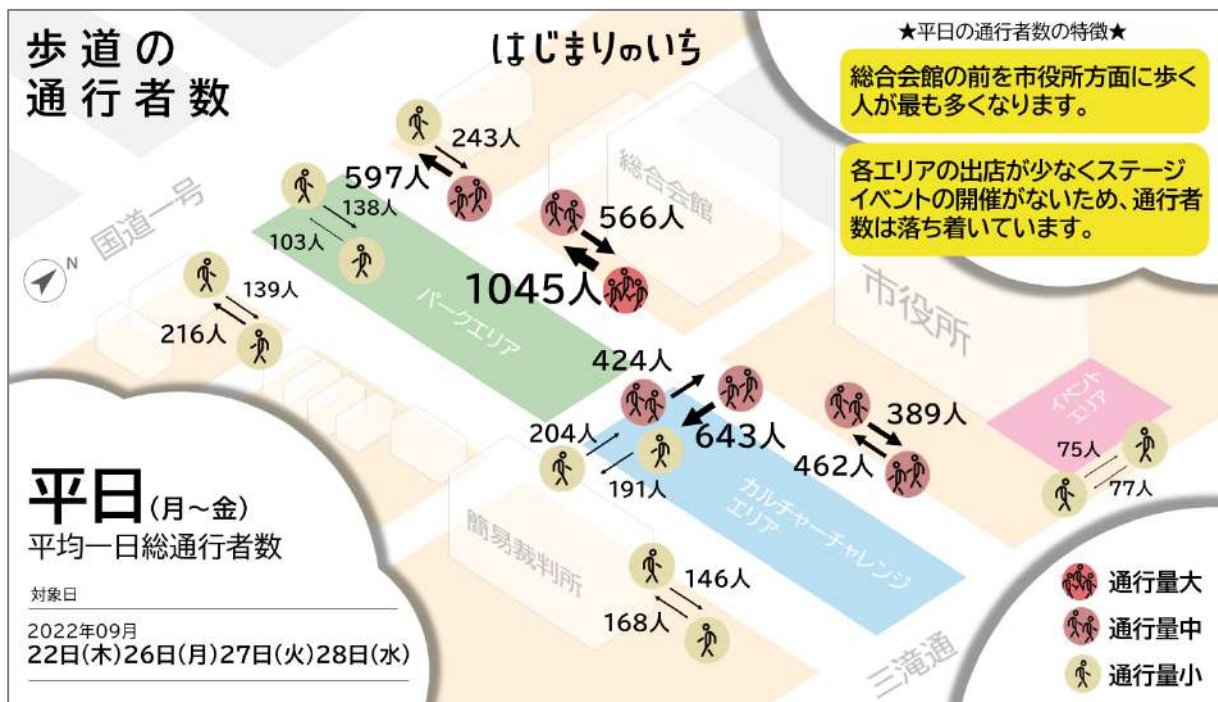 歩道の
通行者数
はじまりのいち
★平日の通行者数の特徴★
総合会館の前を市役所方面に歩く
人が最も多くなります。
各エリアの出店が少なくステージ
イベントの開催がないため、通行者
数は落ち着いています。
243人
597人
総合会館
566人
138人
103人
国道一号
N
139人
216人
1045人
パークエリア
市役所
424人
643人
204人
191人
389人
462人
イベント
エリア
75人
77人
カルチャーチャレンジ
エリア
簡易裁判所
146人
168人
三滝通
平日(月～金)
平均一日総通行者数
対象日
2022年09月
22日(木)26日(月)27日(火)28日(水)
通行量大
通行量中
通行量小